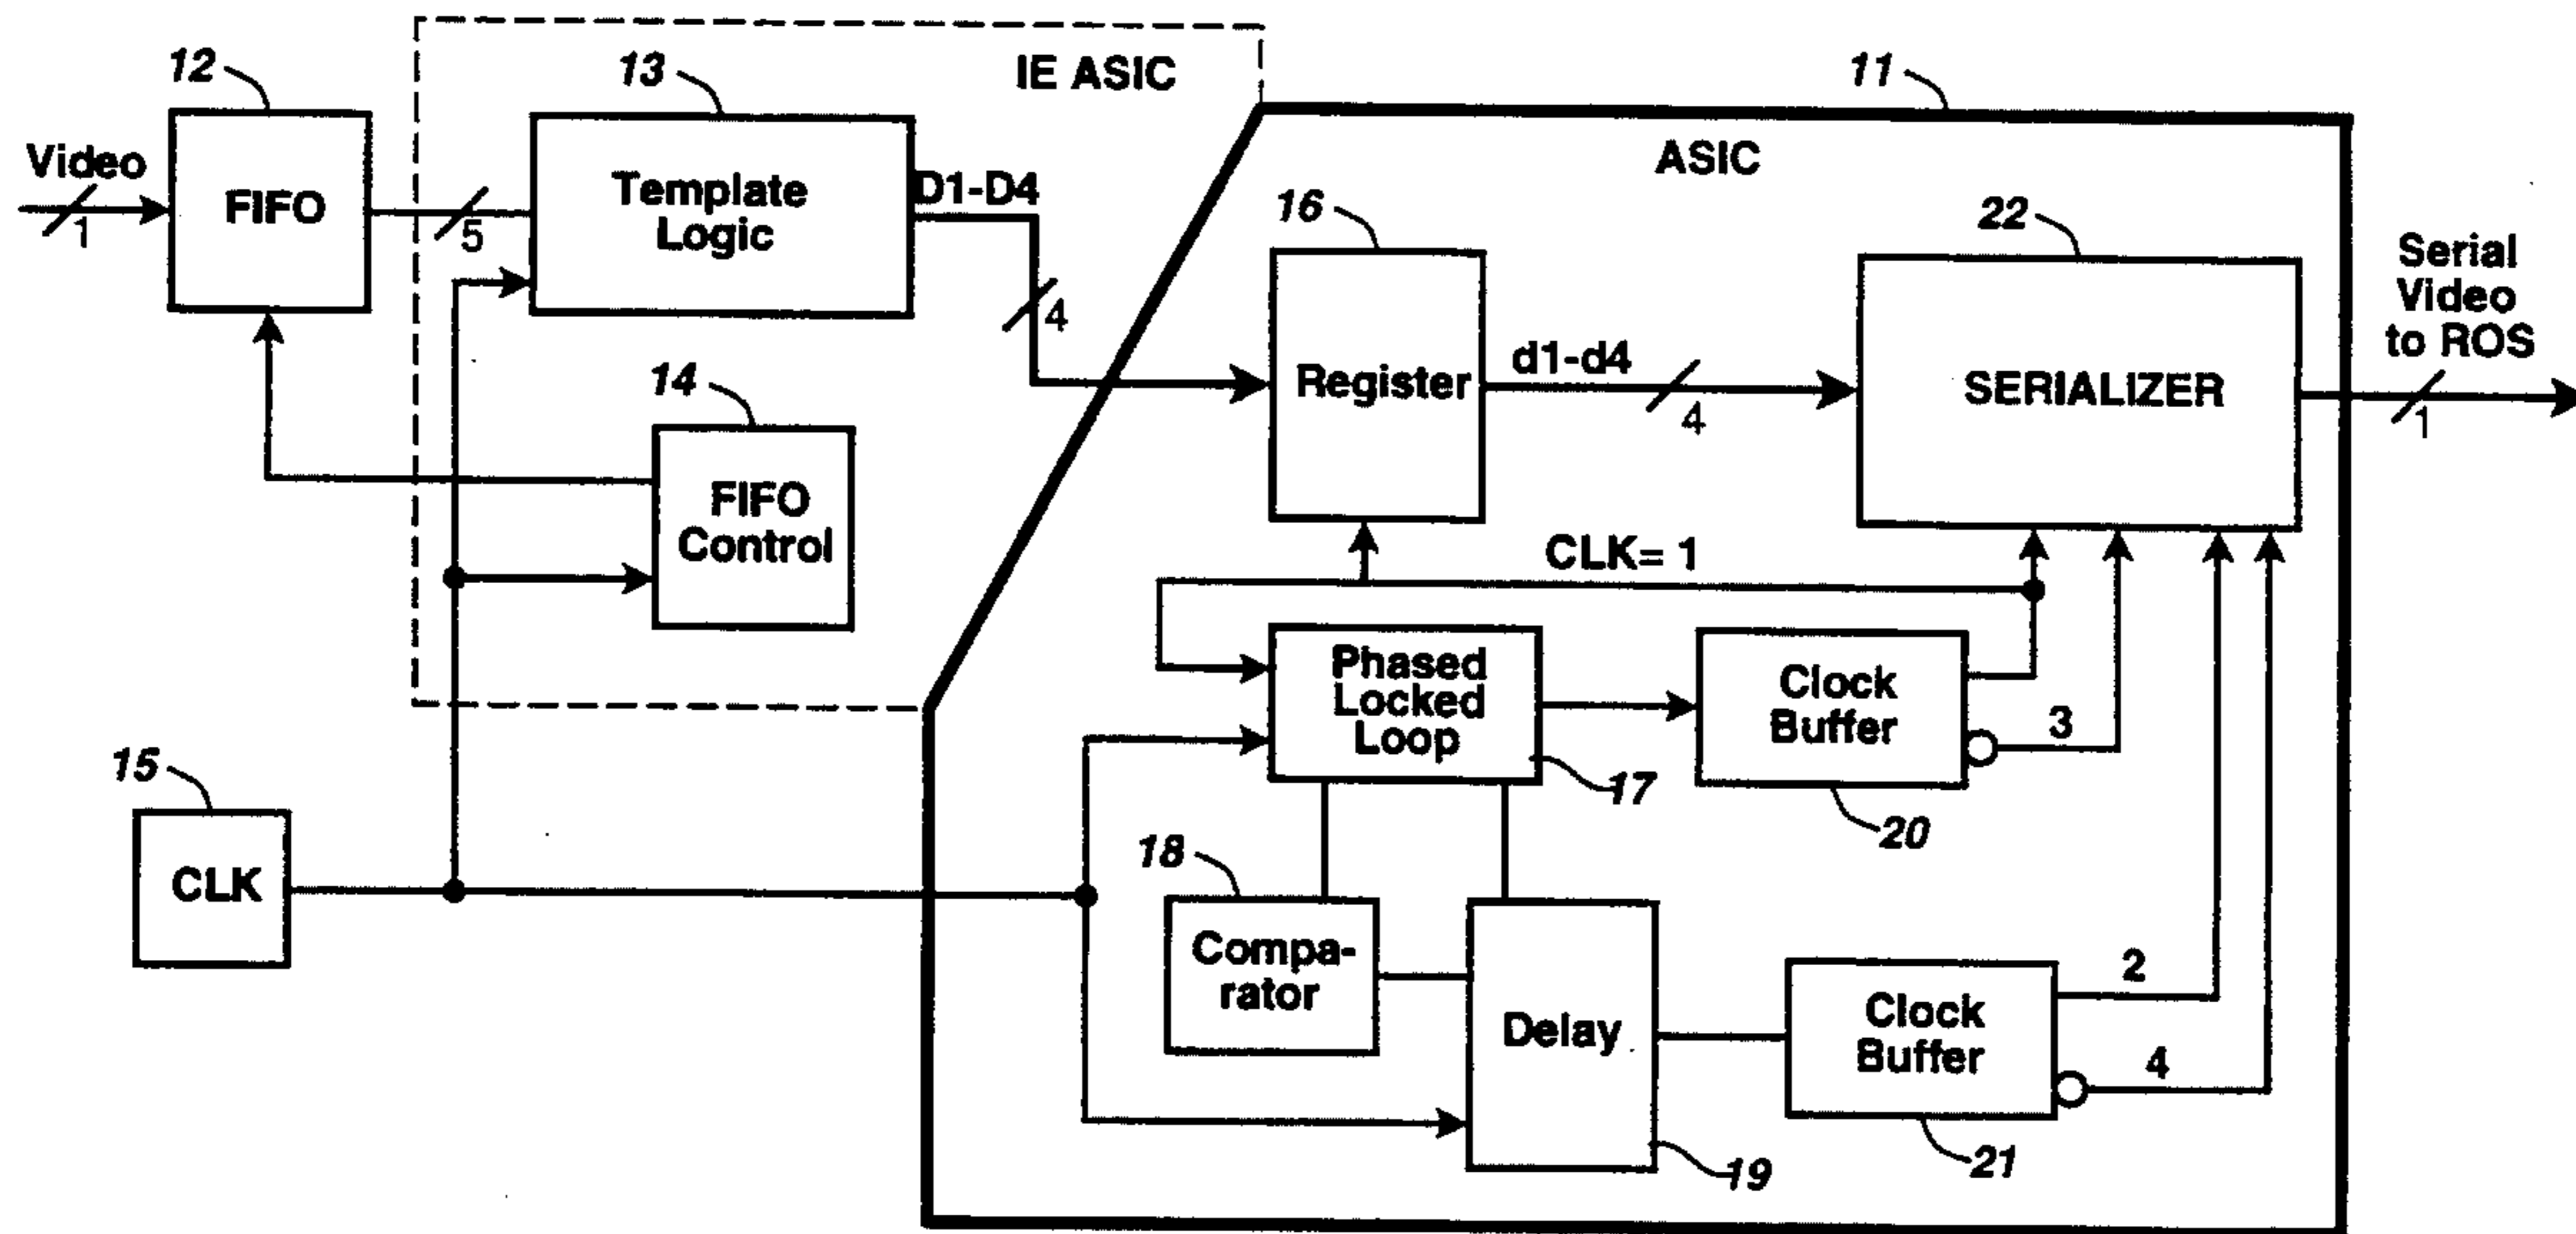 12
Video
1
FIFO
5
IE ASIC
13
Template
Logic
D1-D4
4
14
FIFO
Control
15
CLK
11
ASIC
16
Register
d1-d4
4
22
SERIALIZER
Serial
Video
to ROS
1
CLK= 1
Phased
Locked
Loop
17
Clock
Buffer
3
20
18
Compa-
rator
Delay
19
Clock
Buffer
2
4
21